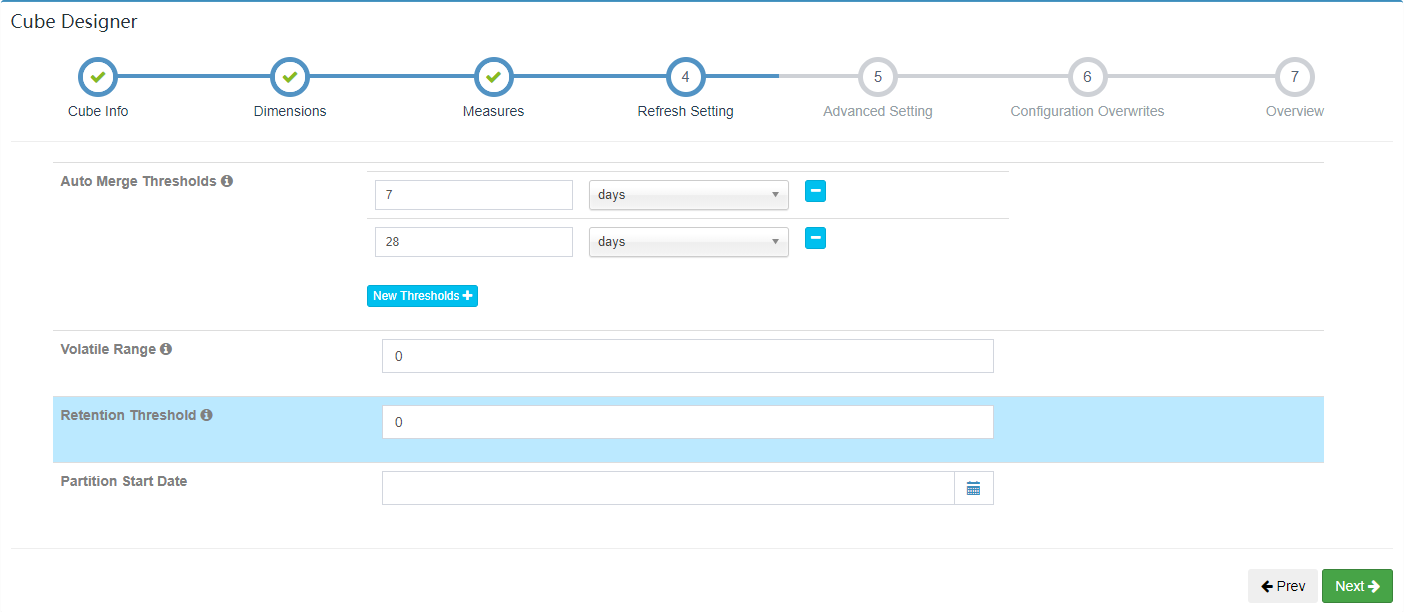 Cube Designer
4 5 6 7
Cube Info Dimensions Measures Refresh Setting Advanced Setting Configuration Overwrites Overview
Auto Merge Thresholds
7 days
28 days
New Thresholds
Volatile Range 0
Retention Threshold 0
Partition Start Date
Prev Next